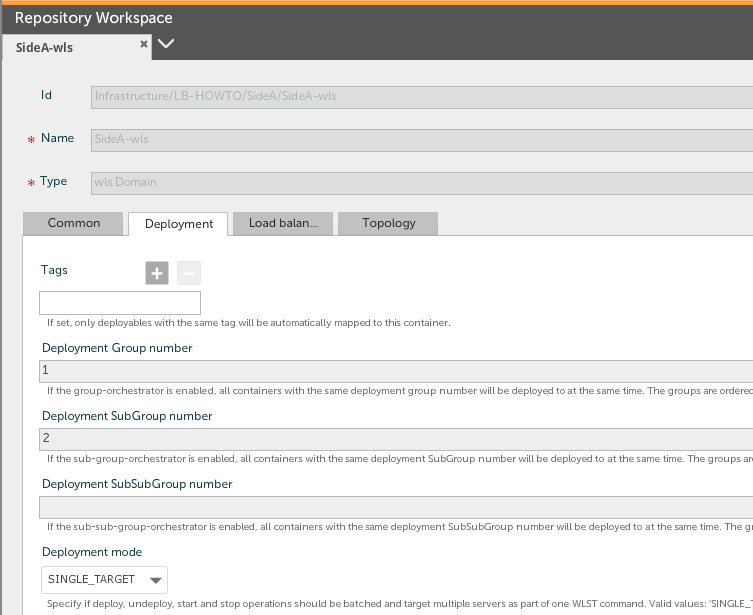 Repository Workspace
SideA-wls
Id
Infrastructure/LB-HOWTO/SideA/SideA-wls
* Name
SideA-wls
* Type
wls.Domain
Common
Deployment
Load balan...
Topology
Tags
If set, only deployables with the same tag will be automatically mapped to this container.
Deployment Group number
1
If the group-orchestrator is enabled, all containers with the same deployment group number will be deployed to at the same time. The groups are ordered
Deployment SubGroup number
2
If the sub-group-orchestrator is enabled, all containers with the same deployment SubGroup number will be deployed to at the same time. The groups are
Deployment SubSubGroup number
If the sub-sub-group-orchestrator is enabled, all containers with the same deployment SubSubGroup number will be deployed to at the same time. The
Deployment mode
SINGLE_TARGET
Specify if deploy, undeploy, start and stop operations should be batched and target multiple servers as part of one WLST command. Valid values: 'SINGLE_T